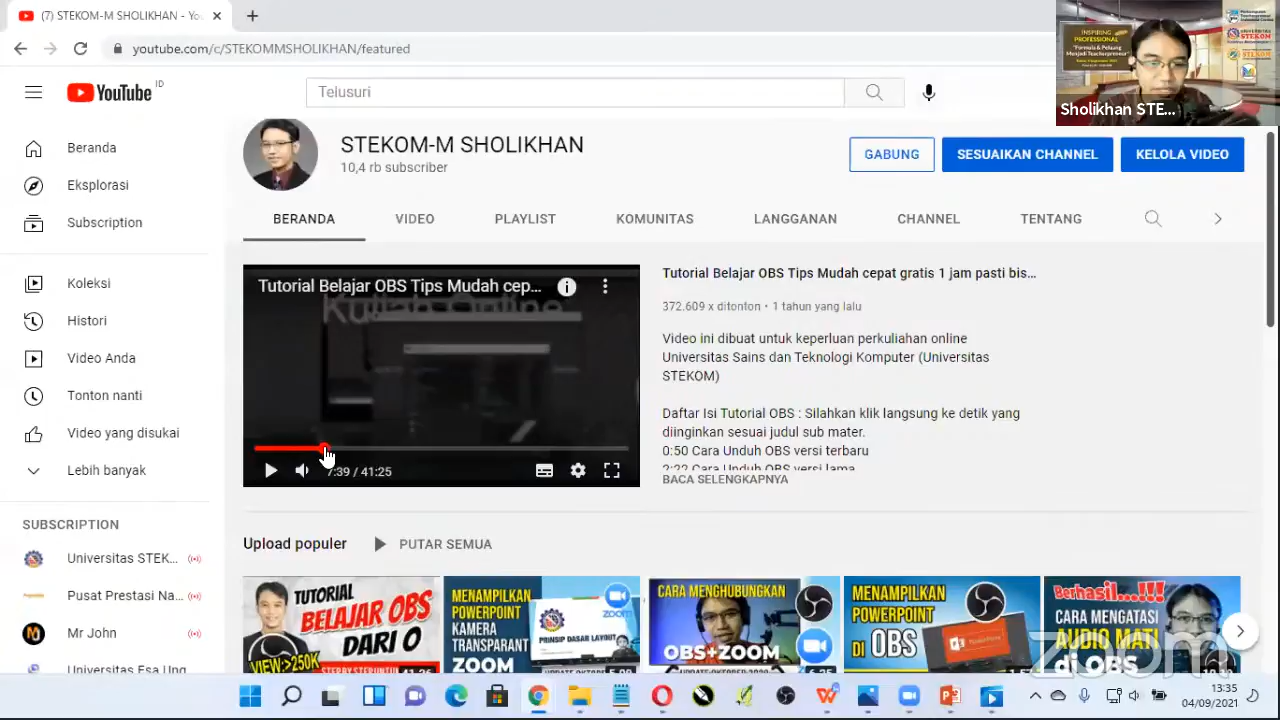 (7) STEKOM-M SHOLIKHAN - Yo
youtube.com/c/STEKOMMSHOLIKHAN/featu
INSPIRING
PROFESSIONAL
Menjadi Teacherpreneur
Sholikhan STE...
YouTube ID
Telusuri
Beranda
Eksplorasi
Subscription
Koleksi
Histori
Video Anda
Tonton nanti
Video yang disukai
Lebih banyak
SUBSCRIPTION
Universitas STEK...
Pusat Prestasi Na...
Mr John
Universitas Esa Ung
STEKOM-M SHOLIKHAN
10,4 rb subscriber
GABUNG
SESUAIKAN CHANNEL
KELOLA VIDEO
BERANDA
VIDEO
PLAYLIST
KOMUNITAS
LANGGANAN
CHANNEL
TENTANG
Tutorial Belajar OBS Tips Mudah cep...
Kuliah Online
7:39 / 41:25
Tutorial Belajar OBS Tips Mudah cepat gratis 1 jam pasti bis...
372.609 x ditonton • 1 tahun yang lalu
Video ini dibuat untuk keperluan perkuliahan online
Universitas Sains dan Teknologi Komputer (Universitas
STEKOM)
Daftar Isi Tutorial OBS : Silahkan klik langsung ke detik yang
diinginkan sesuai judul sub mater.
0:50 Cara Unduh OBS versi terbaru
2:22 Cara Unduh OBS versi lama
BACA SELENGKAPNYA
Upload populer
PUTAR SEMUA
TUTORIAL
BELAJAR OBS
DARI 0
VIEW:>250K
MENAMPILKAN
POWERPOINT
KAMERA
TRANSPARANT
ZOOM
PRINSIP DASAR LAYOUT
zoom
CARA MENGHUBUNGKAN
OBS+ZOOM
MENAMPILKAN
POWERPOINT
DI OBS
Berhasil...!!!
CARA MENGATASI
AUDIO MATI
di OBS
zoom
13:35
04/09/2021